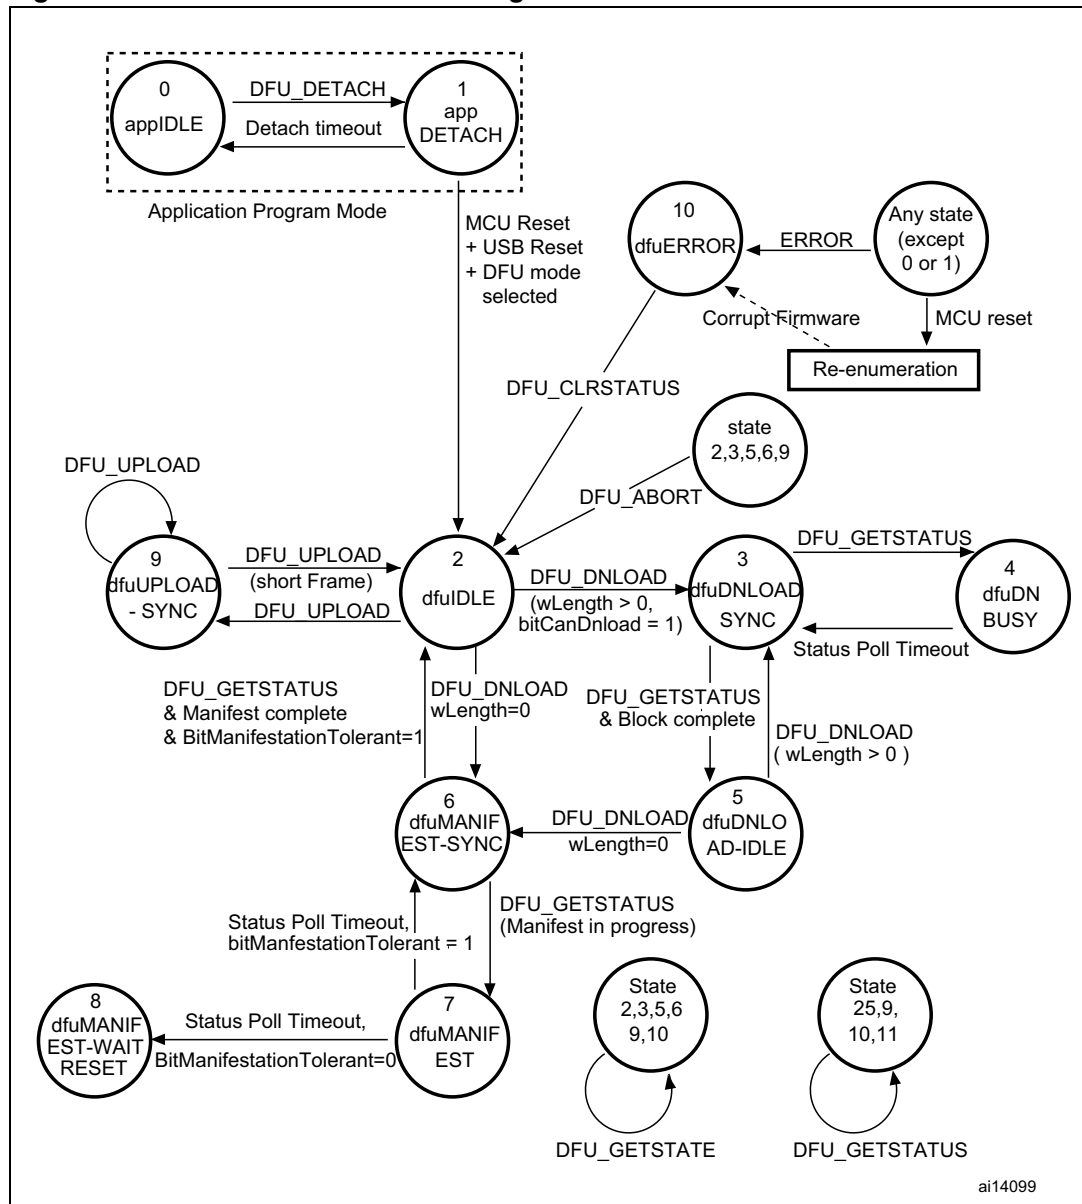 0
appIDLE
DFU_DETACH
Detach timeout
1
app
DETACH
Application Program Mode
MCU Reset
+ USB Reset
+ DFU mode
selected
10
dfuERROR
ERROR
Any state
(except
0 or 1)
Corrupt Firmware
MCU reset
Re-enumeration
DFU_CLRSTATUS
state
2,3,5,6,9
DFU_ABORT
DFU_UPLOAD
9
dfuUPLOAD
- SYNC
DFU_UPLOAD
(short Frame)
DFU_UPLOAD
2
dfuIDLE
DFU_DNLOAD
(wLength > 0,
bitCanDnload = 1)
3
dfuDNLOAD
SYNC
DFU_GETSTATUS
Status Poll Timeout
4
dfuDN
BUSY
DFU_GETSTATUS
& Manifest complete
& BitManifestationTolerant=1
DFU_DNLOAD
wLength=0
DFU_GETSTATUS
& Block complete
DFU_DNLOAD
( wLength > 0 )
6
dfuMANIF
EST-SYNC
DFU_DNLOAD
wLength=0
5
dfuDNLO
AD-IDLE
Status Poll Timeout,
bitManfestationTolerant = 1
DFU_GETSTATUS
(Manifest in progress)
8
dfuMANIF
EST-WAIT
RESET
Status Poll Timeout,
BitManifestationTolerant=0
7
dfuMANIF
EST
State
2,3,5,6
9,10
DFU_GETSTATE
State
25,9,
10,11
DFU_GETSTATUS
ai14099